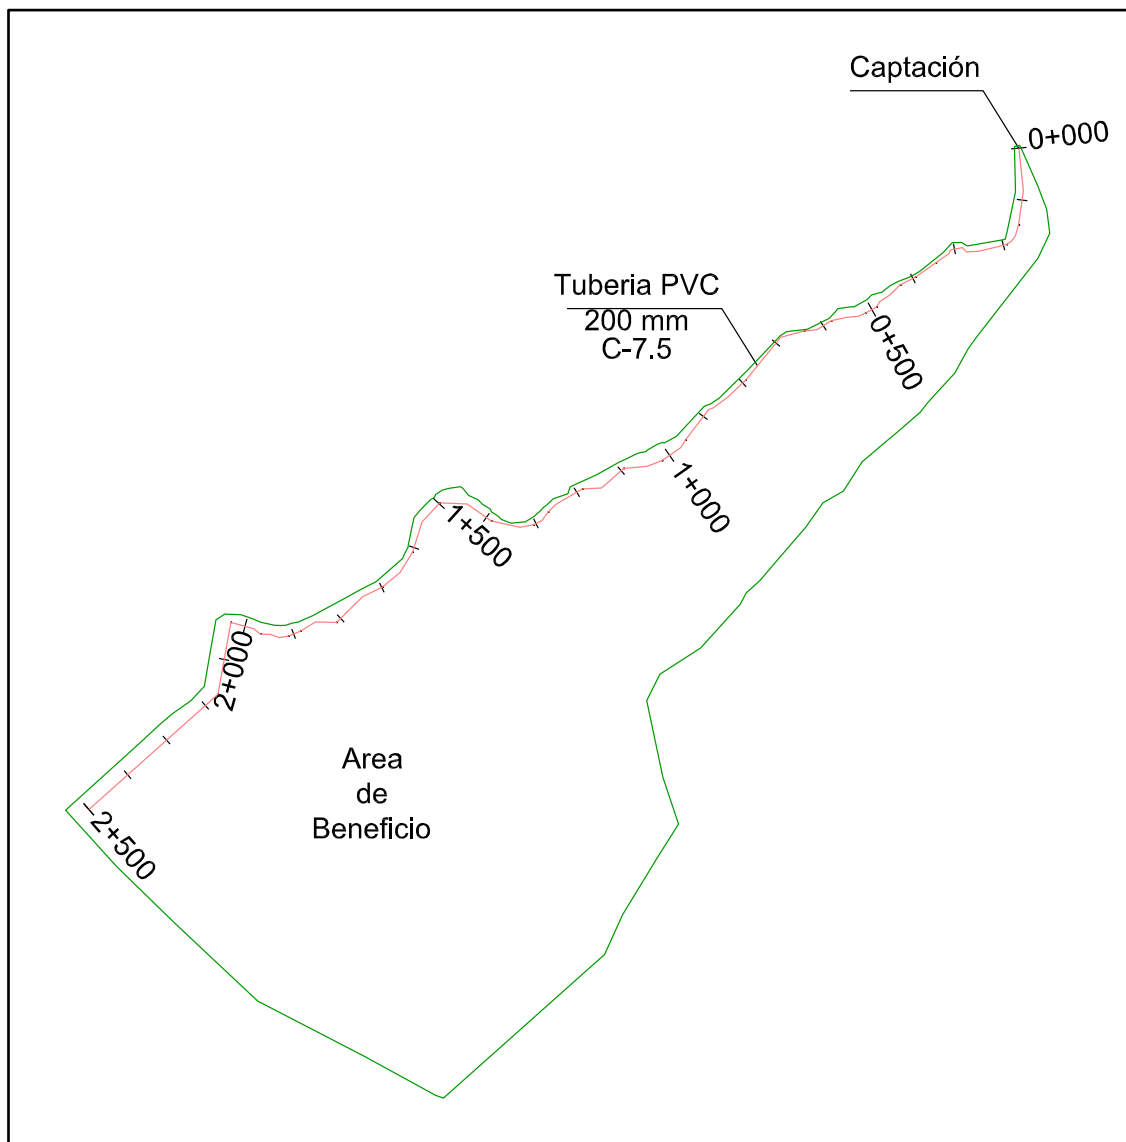 Captación
0+000
Tuberia PVC
200 mm
C-7.5
0+500
1+000
1+500
2+000
Area
de
Beneficio
2+500